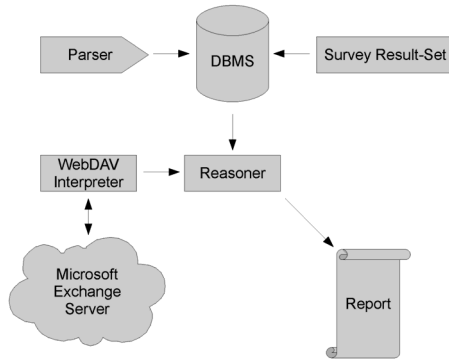 Parser
DBMS
Survey Result-Set
WebDAV
Interpreter
Reasoner
Microsoft
Exchange
Server
Report